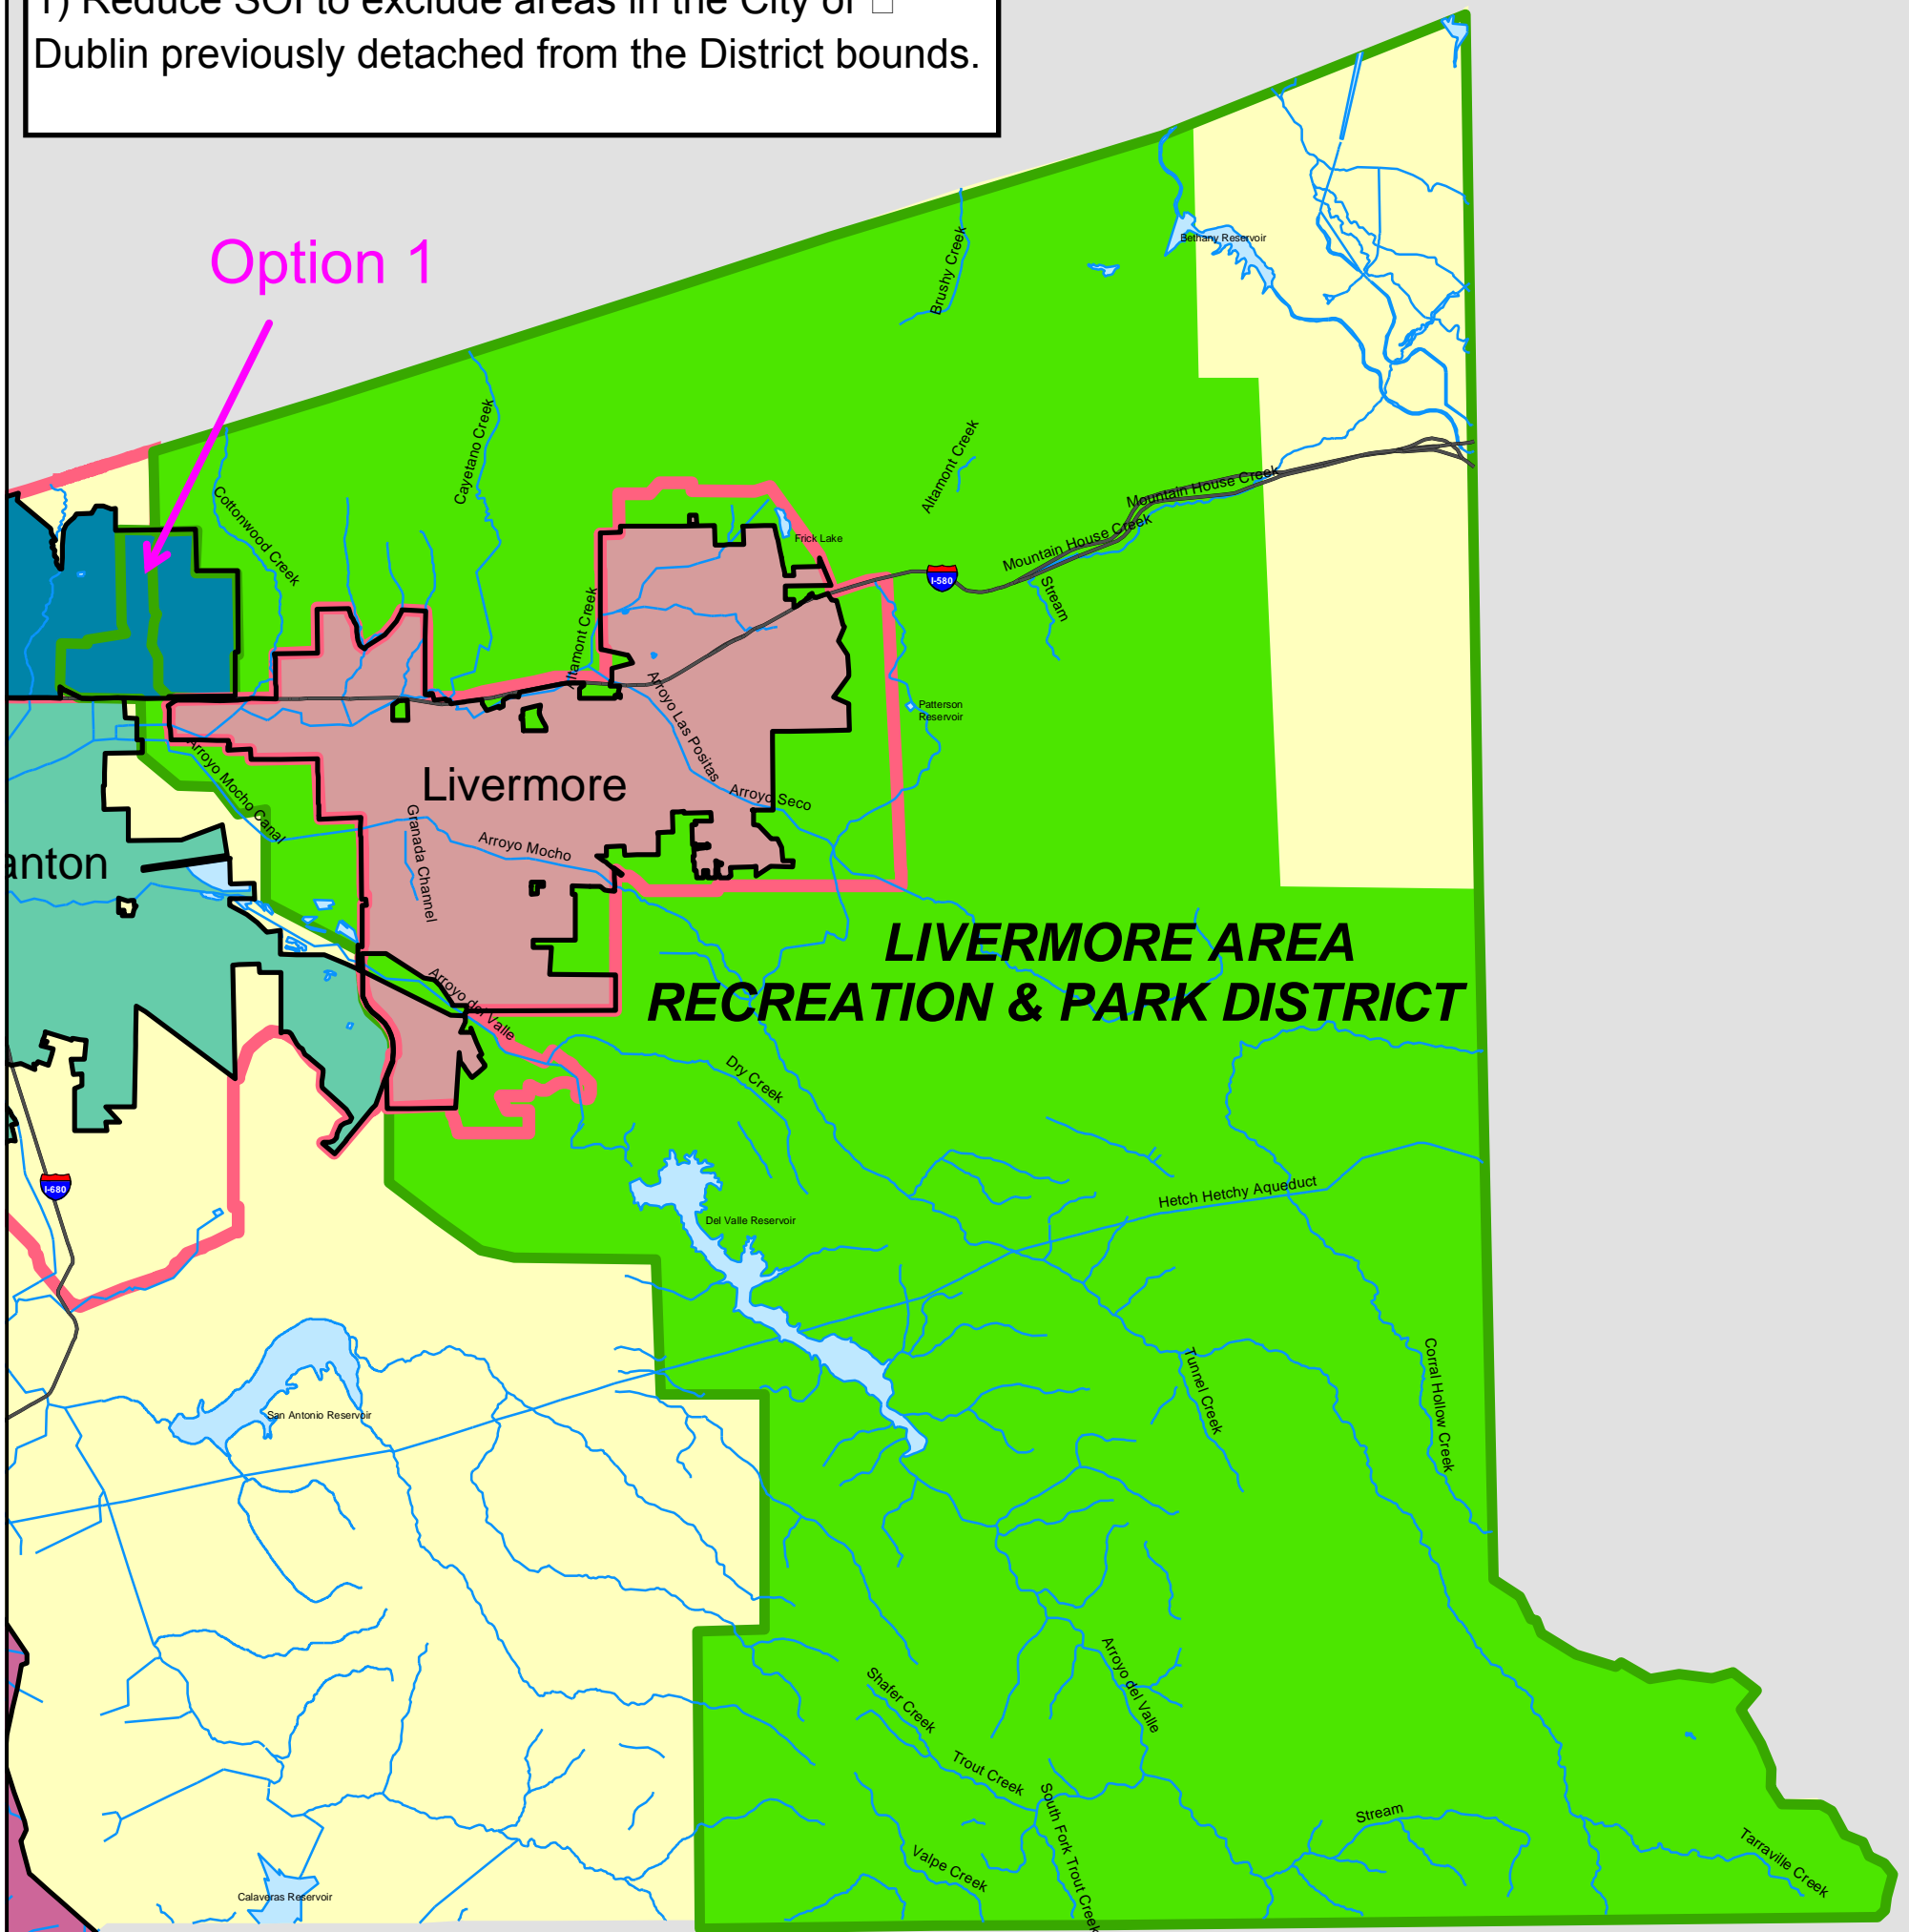 1) Reduce SOI to exclude areas in the City of □
Dublin previously detached from the District bounds.
Option 1
Bethany Reservoir
Brushy Creek
Cayetano Creek
Altamont Creek
Mountain House Creek
Mountain House Creek
Cottonwood Creek
Frick Lake
I-580
Stream
Altamont Creek
Arroyo Las Positas
Patterson
Reservoir
Arroyo Mocho Canal
Livermore
Arroyo Seco
Granada Channel
Arroyo Mocho
anton
LIVERMORE AREA
RECREATION & PARK DISTRICT
Arroyo del Valle
Dry Creek
I-680
Hetch Hetchy Aqueduct
Del Valle Reservoir
San Antonio Reservoir
Tunnel Creek
Corral Hollow Creek
Arroyo del Valle
Shafer Creek
Trout Creek
South Fork Trout Creek
Stream
Tarraville Creek
Valpe Creek
Calaveras Reservoir